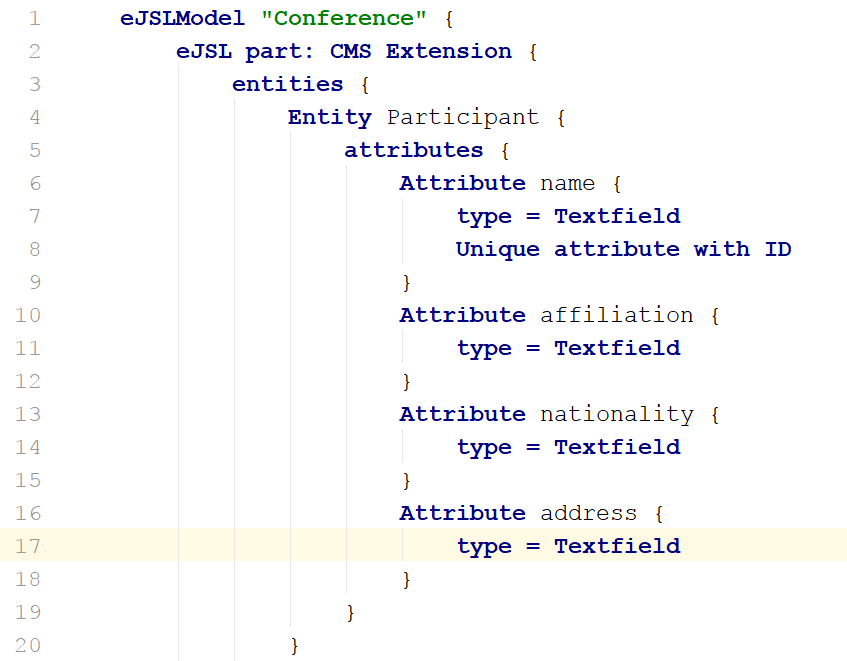 1 eJSLModel "Conference" {
2 eJSL part: CMS Extension {
3 entities {
4 Entity Participant {
5 attributes {
6 Attribute name {
7 type = Textfield
8 Unique attribute with ID
9 }
10 Attribute affiliation {
11 type = Textfield
12 }
13 Attribute nationality {
14 type = Textfield
15 }
16 Attribute address {
17 type = Textfield
18 }
19 }
20 }